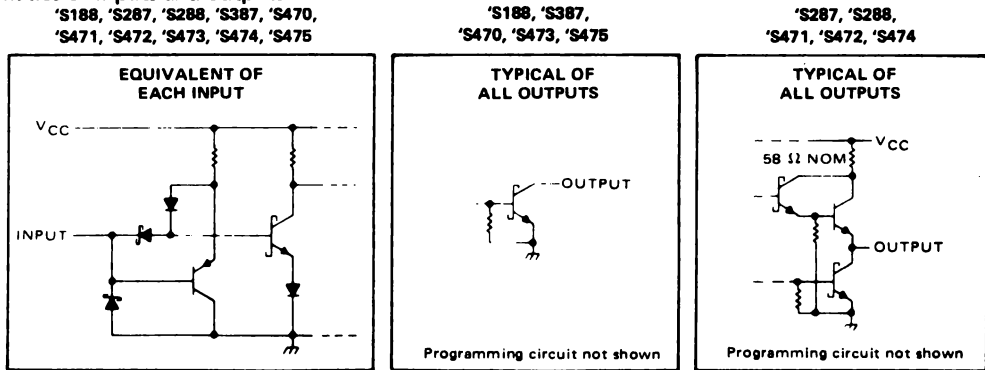 'S188, 'S287, 'S288, 'S387, 'S470,
'S471, 'S472, 'S473, 'S474, 'S475
EQUIVALENT OF
EACH INPUT
VCC
INPUT
'S188, 'S387,
'S470, 'S473, 'S475
TYPICAL OF
ALL OUTPUTS
OUTPUT
Programming circuit not shown
'S287, 'S288,
'S471, 'S472, 'S474
TYPICAL OF
ALL OUTPUTS
VCC
58 Ω NOM
OUTPUT
Programming circuit not shown